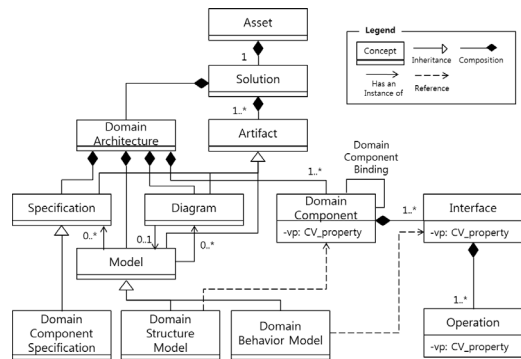 Asset
1
Solution
1..*
Artifact
Domain
Architecture
Legend
Concept
Inheritance
Composition
Has an
Instance of
Reference
Domain
Component
Binding
1..*
Specification
Diagram
Domain
Component
-vp: CV_property
1..*
Interface
-vp: CV_property
0..*
0..1
0..*
Model
1..*
Domain
Component
Specification
Domain
Structure
Model
Domain
Behavior Model
Operation
-vp: CV_property